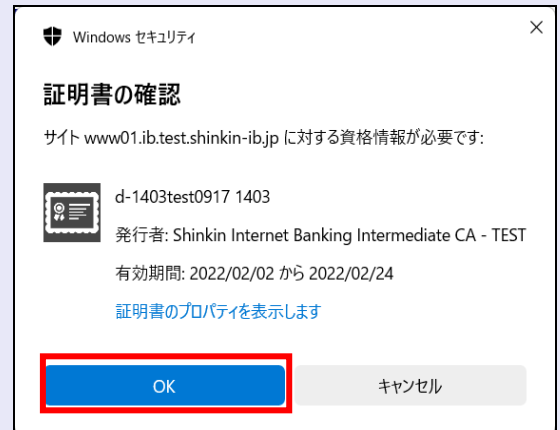 Windows セキュリティ
証明書の確認
サイト www01.ib.test.shinkin-ib.jp に対する資格情報が必要です:
d-1403test0917 1403
発行者: Shinkin Internet Banking Intermediate CA - TEST
有効期間: 2022/02/02 から 2022/02/24
証明書のプロパティを表示します
OK
キャンセル